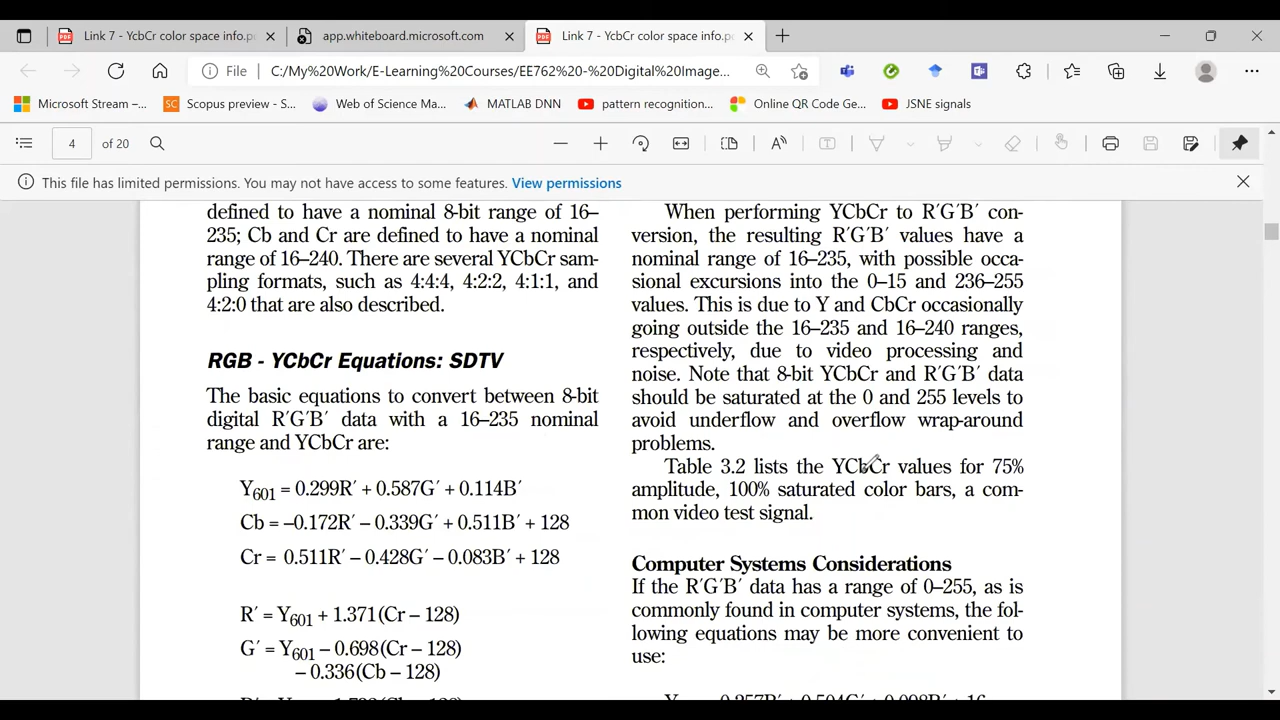 Link 7 - YcbCr color space info.p
app.whiteboard.microsoft.com
Link 7 - YcbCr color space info.p
File
C:/My%20Work/E-Learning%20Courses/EE762%20-%20Digital%20Image...
Microsoft Stream –...
Scopus preview - S...
Web of Science Ma...
MATLAB DNN
pattern recognition...
Online QR Code Ge...
JSNE signals
4 of 20
This file has limited permissions. You may not have access to some features. View permissions
defined to have a nominal 8-bit range of 16–
235; Cb and Cr are defined to have a nominal
range of 16–240. There are several YCbCr sam-
pling formats, such as 4:4:4, 4:2:2, 4:1:1, and
4:2:0 that are also described.
RGB - YCbCr Equations: SDTV
The basic equations to convert between 8-bit
digital R´G´B´ data with a 16–235 nominal
range and YCbCr are:
Y601 = 0.299R´ + 0.587G´ + 0.114B´
Cb = –0.172R´ – 0.339G´ + 0.511B´ + 128
Cr = 0.511R´ – 0.428G´ – 0.083B´ + 128
R´ = Y601 + 1.371(Cr – 128)
G´ = Y601 – 0.698(Cr – 128)
– 0.336(Cb – 128)
When performing YCbCr to R´G´B´ con-
version, the resulting R´G´B´ values have a
nominal range of 16–235, with possible occa-
sional excursions into the 0–15 and 236–255
values. This is due to Y and CbCr occasionally
going outside the 16–235 and 16–240 ranges,
respectively, due to video processing and
noise. Note that 8-bit YCbCr and R´G´B´ data
should be saturated at the 0 and 255 levels to
avoid underflow and overflow wrap-around
problems.
Table 3.2 lists the YCbCr values for 75%
amplitude, 100% saturated color bars, a com-
mon video test signal.
Computer Systems Considerations
If the R´G´B´ data has a range of 0–255, as is
commonly found in computer systems, the fol-
lowing equations may be more convenient to
use: